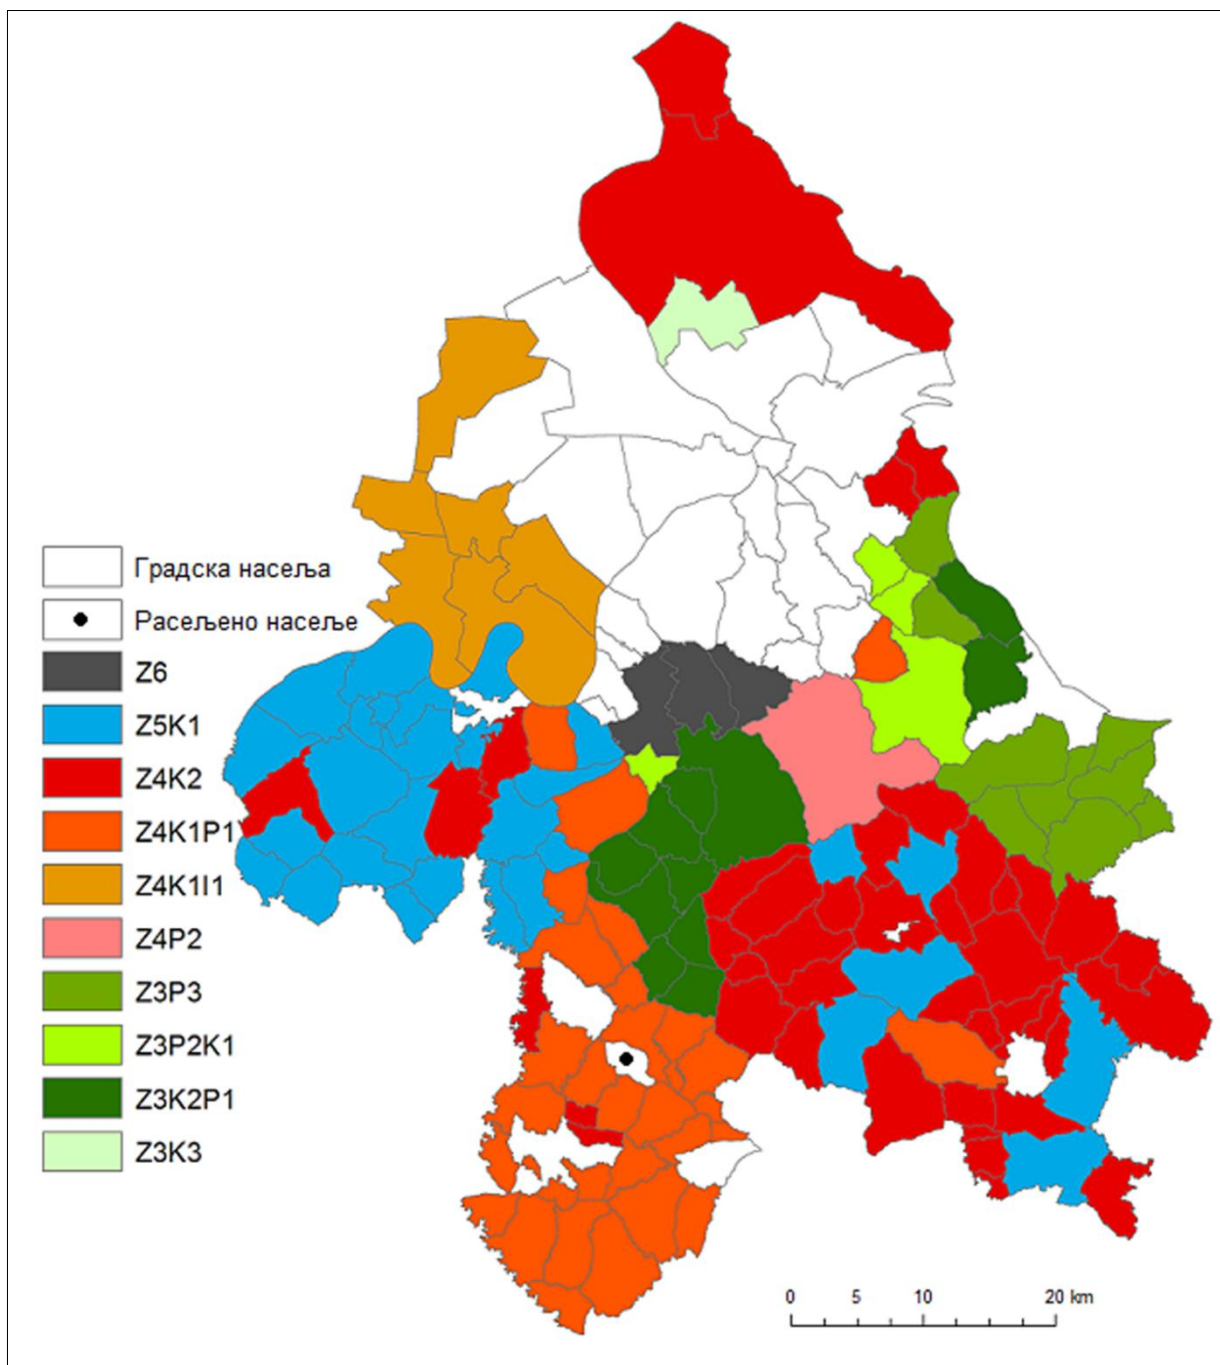 Градска насеља
Расељено насеље
Z6
Z5K1
Z4K2
Z4K1P1
Z4K1I1
Z4P2
Z3P3
Z3P2K1
Z3K2P1
Z3K3
0 5 10 20 km